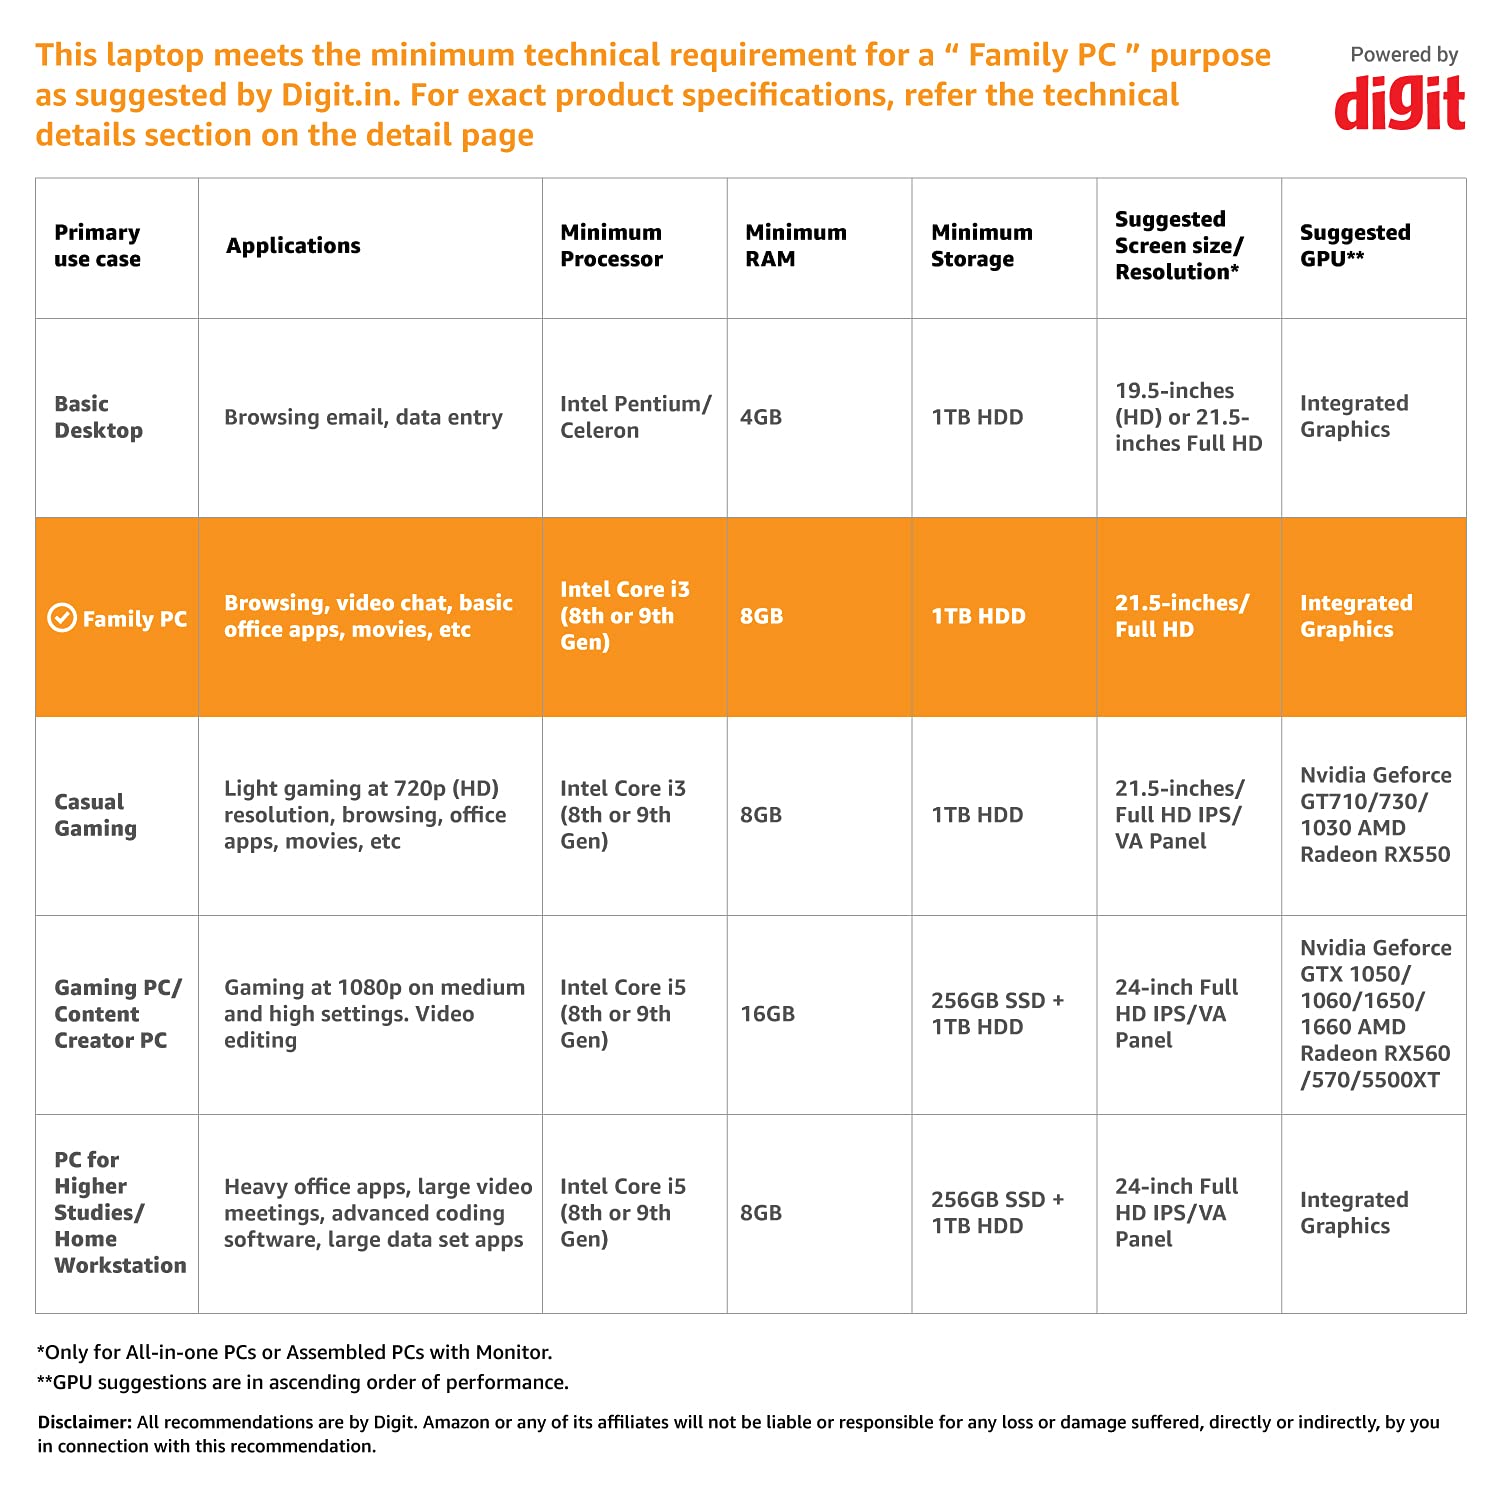 This laptop meets the minimum technical requirement for a “ Family PC ” purpose
as suggested by Digit.in. For exact product specifications, refer the technical
details section on the detail page
Powered by
digit
Primary
use case
Applications
Minimum
Processor
Minimum
RAM
Minimum
Storage
Suggested
Screen size/
Resolution*
Suggested
GPU**
Basic
Desktop
Browsing email, data entry
Intel Pentium/
Celeron
4GB
1TB HDD
19.5-inches
(HD) or 21.5-
inches Full HD
Integrated
Graphics
Family PC
Browsing, video chat, basic
office apps, movies, etc
Intel Core i3
(8th or 9th
Gen)
8GB
1TB HDD
21.5-inches/
Full HD
Integrated
Graphics
Casual
Gaming
Light gaming at 720p (HD)
resolution, browsing, office
apps, movies, etc
Intel Core i3
(8th or 9th
Gen)
8GB
1TB HDD
21.5-inches/
Full HD IPS/
VA Panel
Nvidia Geforce
GT710/730/
1030 AMD
Radeon RX550
Gaming PC/
Content
Creator PC
Gaming at 1080p on medium
and high settings. Video
editing
Intel Core i5
(8th or 9th
Gen)
16GB
256GB SSD +
1TB HDD
24-inch Full
HD IPS/VA
Panel
Nvidia Geforce
GTX 1050/
1060/1650/
1660 AMD
Radeon RX560
/570/5500XT
PC for
Higher
Studies/
Home
Workstation
Heavy office apps, large video
meetings, advanced coding
software, large data set apps
Intel Core i5
(8th or 9th
Gen)
8GB
256GB SSD +
1TB HDD
24-inch Full
HD IPS/VA
Panel
Integrated
Graphics
*Only for All-in-one PCs or Assembled PCs with Monitor.
**GPU suggestions are in ascending order of performance.
Disclaimer: All recommendations are by Digit. Amazon or any of its affiliates will not be liable or responsible for any loss or damage suffered, directly or indirectly, by you
in connection with this recommendation.